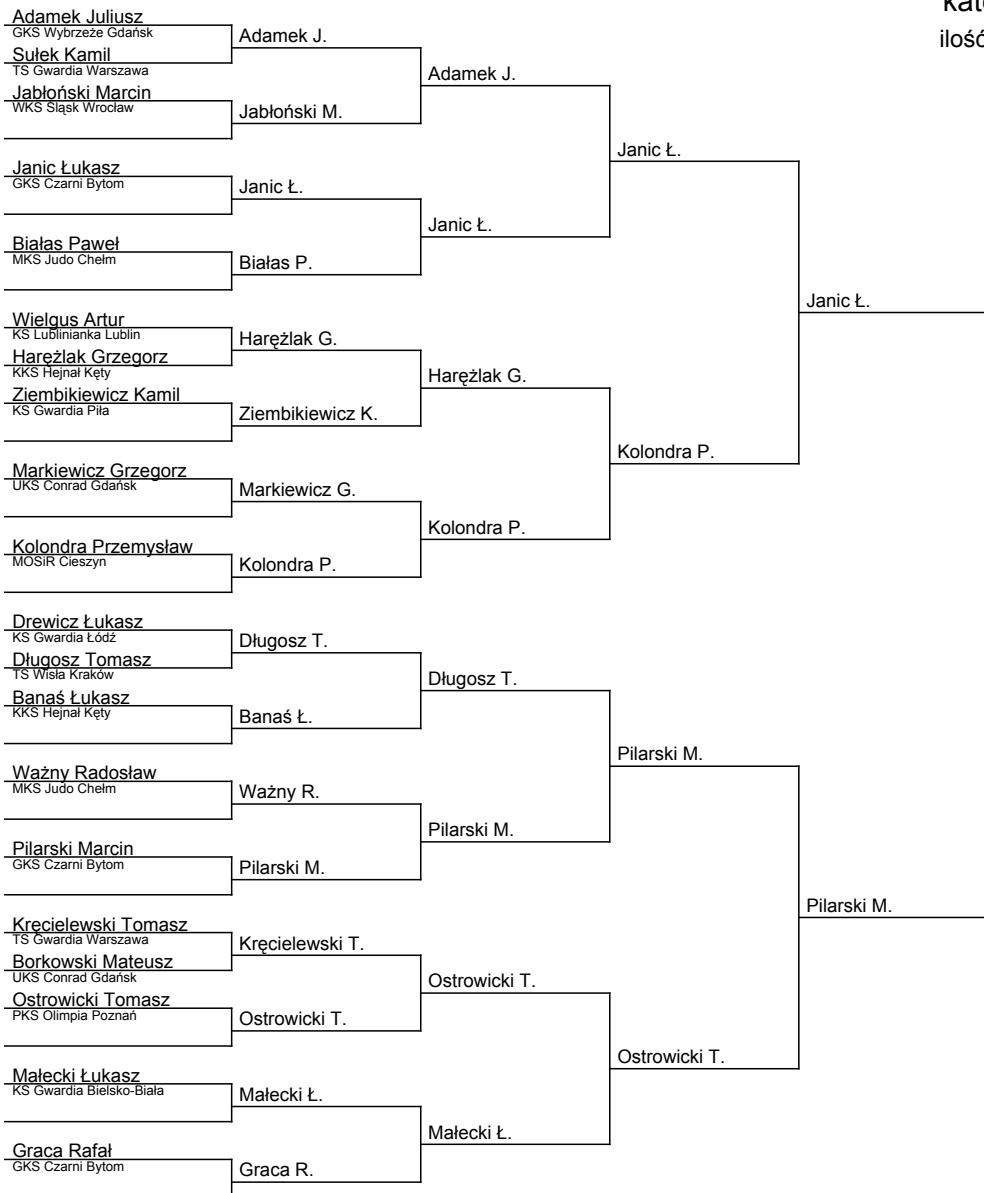 kate
ilość
Adamek Juliusz
GKS Wybrzeże Gdańsk
Sułek Kamil
TS Gwardia Warszawa
Jabłoński Marcin
WKS Śląsk Wrocław
Janic Łukasz
GKS Czarni Bytom
Białas Paweł
MKS Judo Chełm
Wielgus Artur
KS Lublinianka Lublin
Harężlak Grzegorz
KKS Hejnał Kęty
Ziembikiewicz Kamil
KS Gwardia Piła
Markiewicz Grzegorz
UKS Conrad Gdańsk
Kolondra Przemysław
MOSiR Cieszyn
Drewicz Łukasz
KS Gwardia Łódź
Długosz Tomasz
TS Wisła Kraków
Banaś Łukasz
KKS Hejnał Kęty
Ważny Radosław
MKS Judo Chełm
Pilarski Marcin
GKS Czarni Bytom
Kręcielewski Tomasz
TS Gwardia Warszawa
Borkowski Mateusz
UKS Conrad Gdańsk
Ostrowicki Tomasz
PKS Olimpia Poznań
Małecki Łukasz
KS Gwardia Bielsko-Biała
Graca Rafał
GKS Czarni Bytom
Adamek J.
Jabłoński M.
Janic Ł.
Białas P.
Harężlak G.
Ziembikiewicz K.
Markiewicz G.
Kolondra P.
Długosz T.
Banaś Ł.
Ważny R.
Pilarski M.
Kręcielewski T.
Ostrowicki T.
Małecki Ł.
Graca R.
Adamek J.
Janic Ł.
Harężlak G.
Kolondra P.
Długosz T.
Pilarski M.
Ostrowicki T.
Małecki Ł.
Janic Ł.
Kolondra P.
Pilarski M.
Ostrowicki T.
Janic Ł.
Pilarski M.